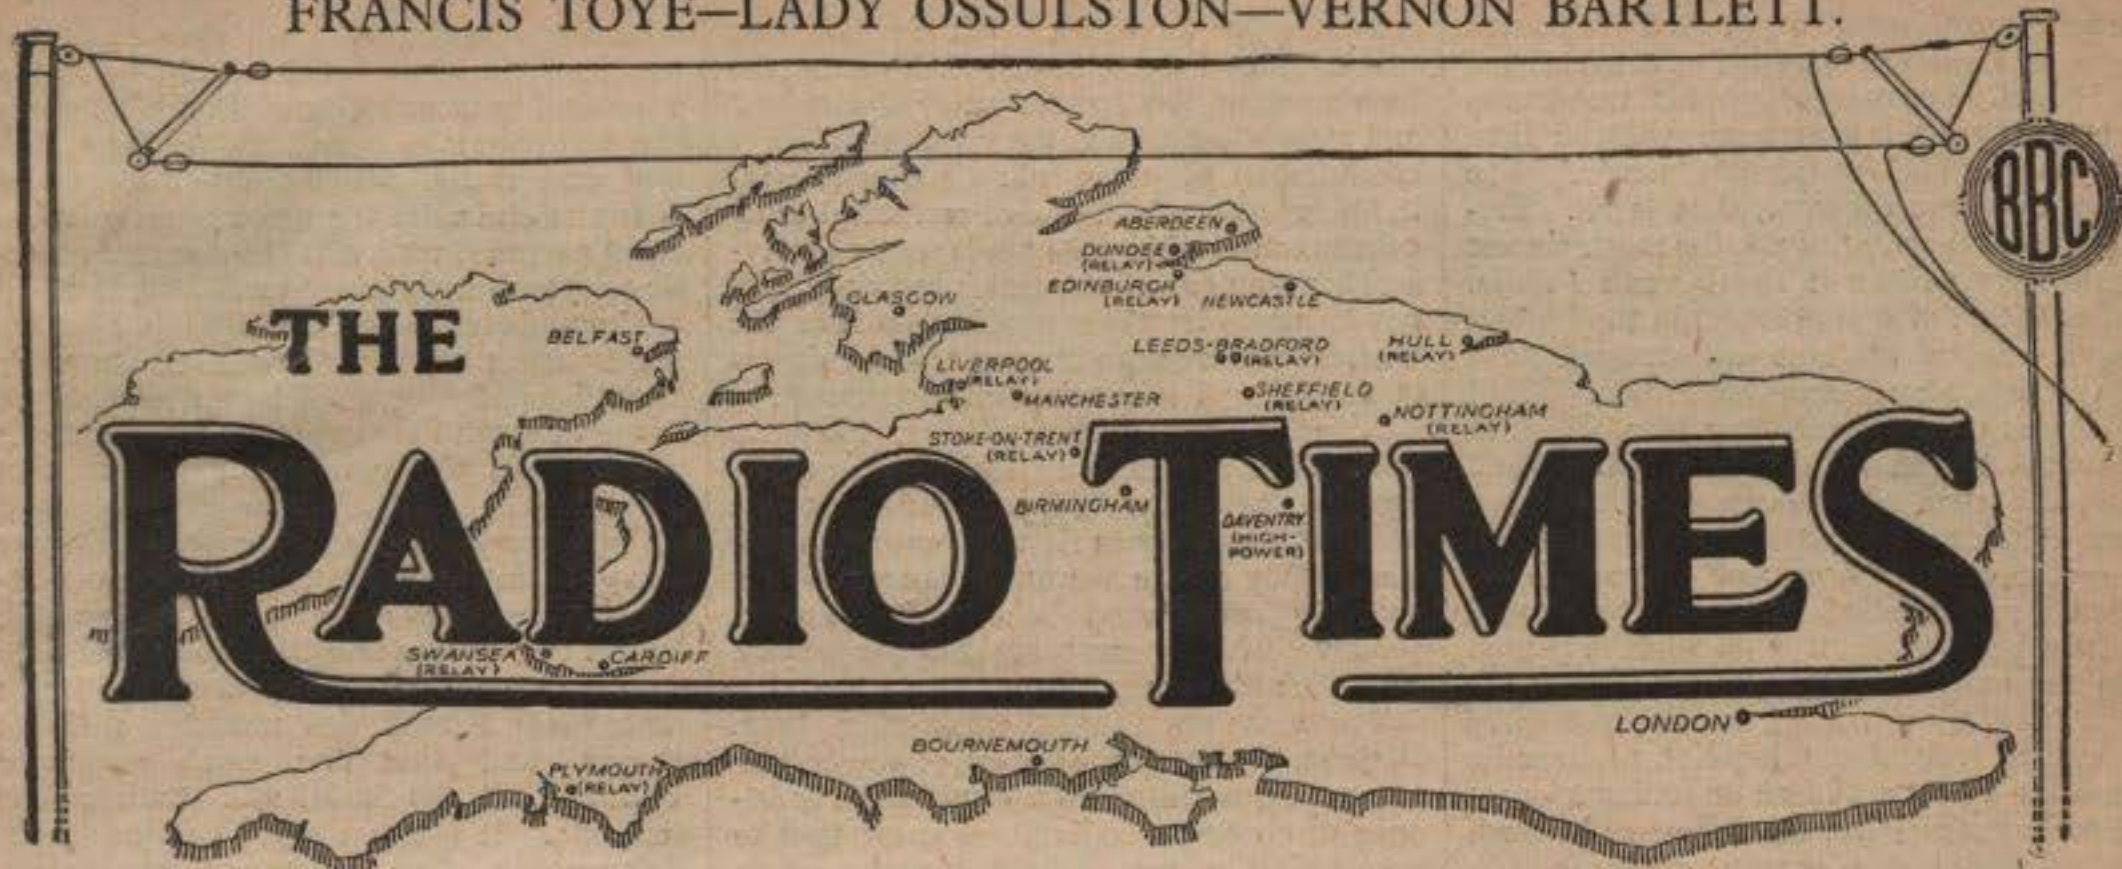 FRANCIS TOYE—LADY OSSULSTON—VERNON BARTLETT.
BBC
ABERDEEN
DUNDEE
(RELAY)
EDINBURGH
(RELAY)
NEWCASTLE
GLASGOW
THE
BELFAST
LEEDS-BRADFORD
(RELAY)
HULL
(RELAY)
LIVERPOOL
(RELAY)
MANCHESTER
SHEFFIELD
(RELAY)
NOTTINGHAM
(RELAY)
STOKE-ON-TRENT
(RELAY)
RADIO TIMES
BIRMINGHAM
DAVENTRY
(HIGH-
POWER)
SWANSEA
(RELAY)
CARDIFF
LONDON
BOURNEMOUTH
PLYMOUTH
(RELAY)